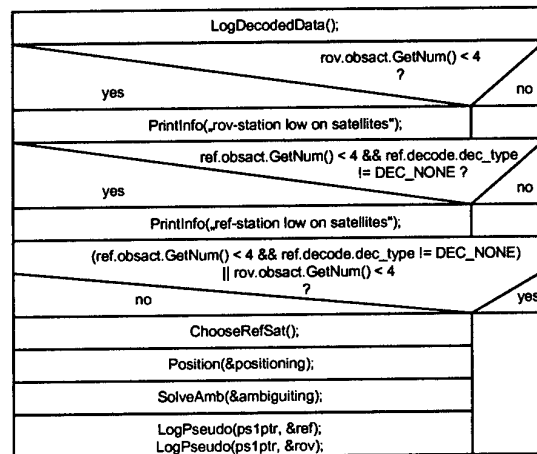 LogDecodedData();
rov.obsact.GetNum() < 4
?
yes
no
PrintInfo(„rov-station low on satellites");
ref.obsact.GetNum() < 4 && ref.decode.dec_type
!= DEC_NONE ?
yes
no
PrintInfo(„ref-station low on satellites");
(ref.obsact.GetNum() < 4 && ref.decode.dec_type != DEC_NONE)
|| rov.obsact.GetNum() < 4
?
no
yes
ChooseRefSat();
Position(&positioning);
SolveAmb(&ambiguiting);
LogPseudo(ps1ptr, &ref);
LogPseudo(ps1ptr, &rov);